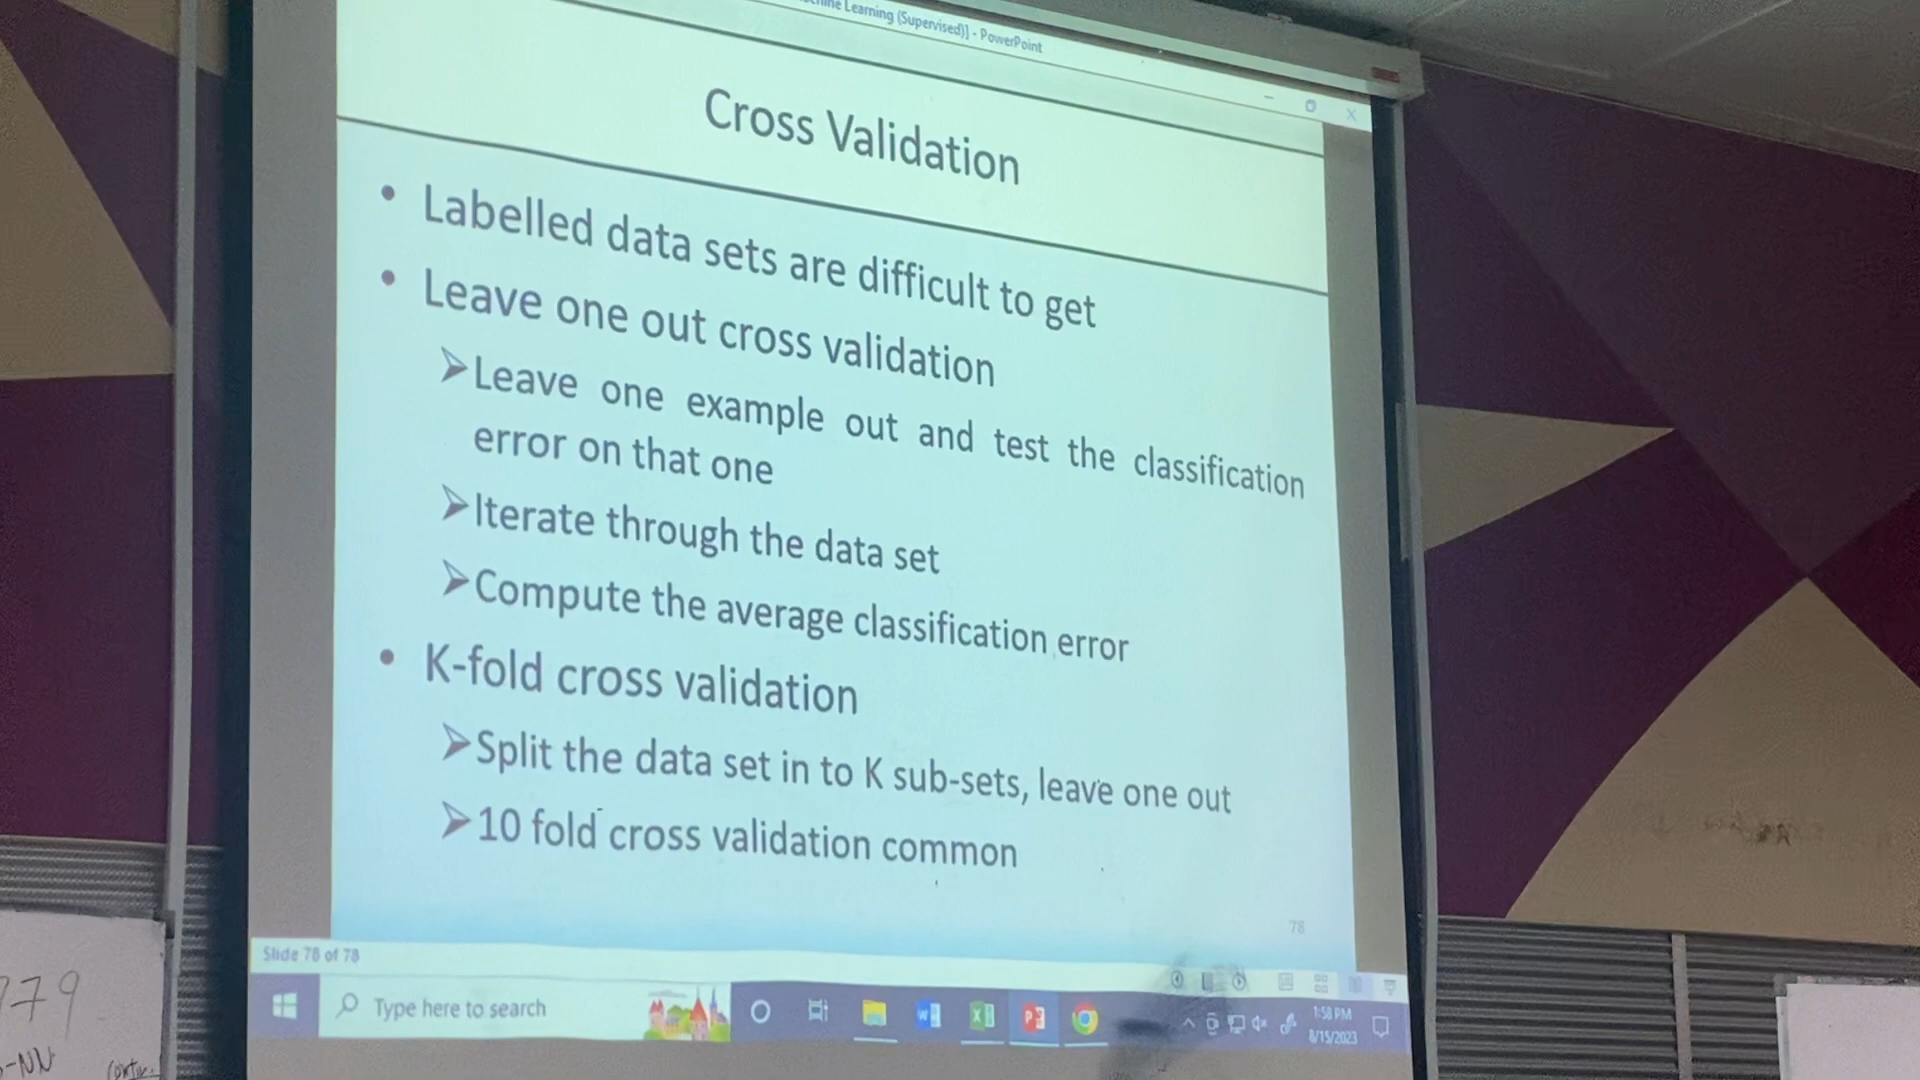 Learning (Supervised)] - PowerPoint
Cross Validation
• Labelled data sets are difficult to get
• Leave one out cross validation
➢Leave one example out and test the classification
error on that one
➢Iterate through the data set
➢Compute the average classification error
• K-fold cross validation
➢Split the data set in to K sub-sets, leave one out
➢10 fold cross validation common
78
Slide 78 of 78
Type here to search
1:58 PM
8/15/2023
79
-NN